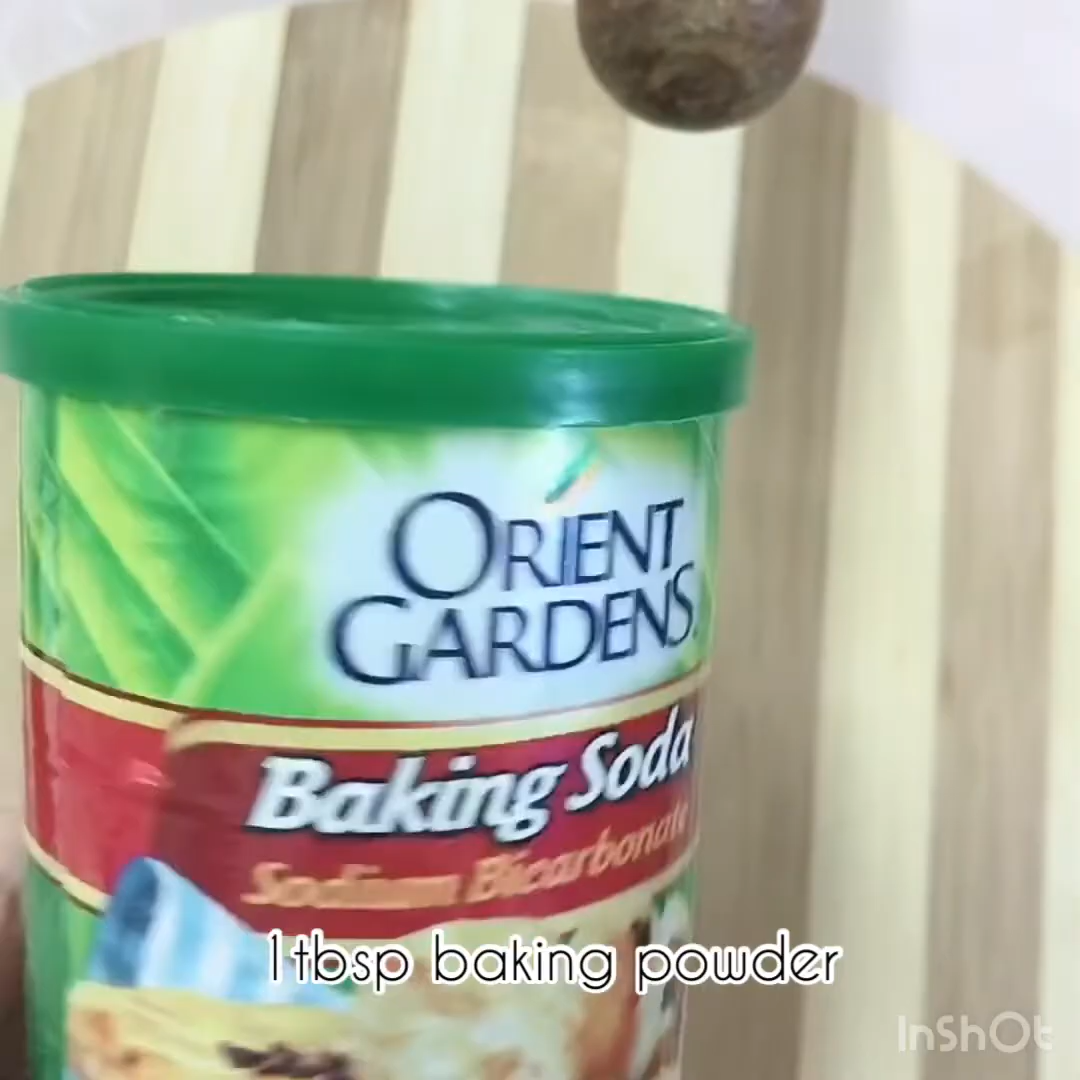 ORIENT
GARDENS
Baking Soda
Sodium Bicarbonate
1tbsp baking powder
InShOt